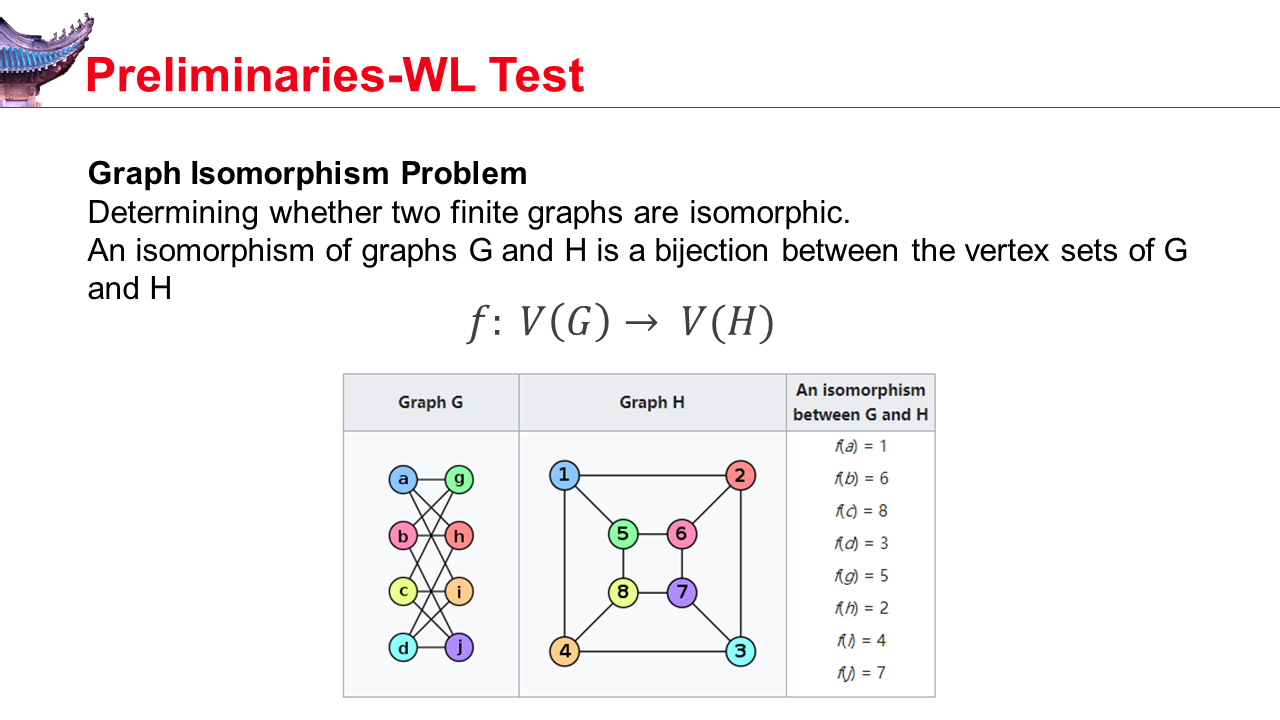 Preliminaries-WL Test
Graph Isomorphism Problem
Determining whether two finite graphs are isomorphic.
An isomorphism of graphs G and H is a bijection between the vertex sets of G
and H
f: V(G) → V(H)
Graph G
Graph H
An isomorphism
between G and H
a
g
b
h
c
i
d
j
1
2
5
6
8
7
4
3
f(a) = 1
f(b) = 6
f(c) = 8
f(d) = 3
f(g) = 5
f(h) = 2
f(i) = 4
f(j) = 7